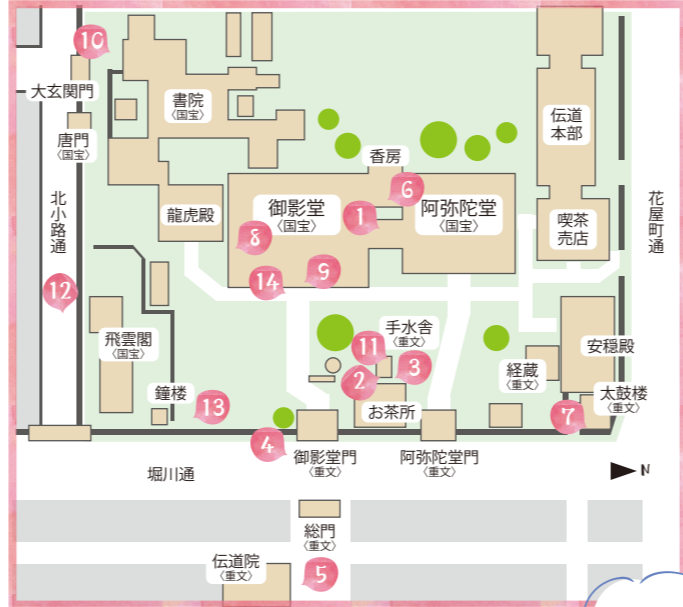 10
大玄関門
唐門
〈国宝〉
北小路通
12
書院
〈国宝〉
龍虎殿
香房
6
御影堂
〈国宝〉
1
阿弥陀堂
〈国宝〉
8
9
14
伝道
本部
喫茶
売店
花屋町通
飛雲閣
〈国宝〉
鐘楼
13
手水舎
〈重文〉
11
3
2
お茶所
経蔵
〈重文〉
安穏殿
太鼓楼
〈重文〉
7
4
御影堂門
〈重文〉
阿弥陀堂門
〈重文〉
堀川通
N
総門
〈重文〉
伝道院
〈重文〉
5